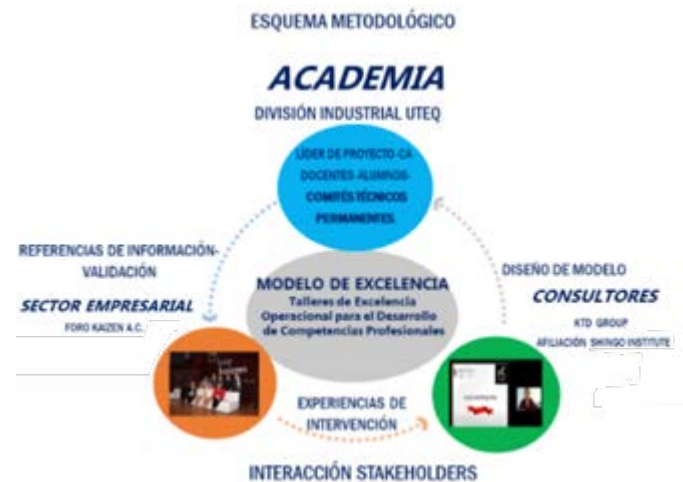 ESQUEMA METODOLÓGICO
ACADEMIA
DIVISIÓN INDUSTRIAL UTEQ
LÍDER DE PROYECTO-CA
DOCENTES-ALUMNOS-
COMITÉS TÉCNICOS
PERMANENTES
REFERENCIAS DE INFORMACIÓN-
VALIDACIÓN
SECTOR EMPRESARIAL
FORO KAIZEN A.C.
MODELO DE EXCELENCIA
Talleres de Excelencia
Operacional para el Desarrollo
de Competencias Profesionales
DISEÑO DE MODELO
CONSULTORES
KTD GROUP
AFILIACIÓN SHINGO INSTITUTE
EXPERIENCIAS DE
INTERVENCIÓN
INTERACCIÓN STAKEHOLDERS